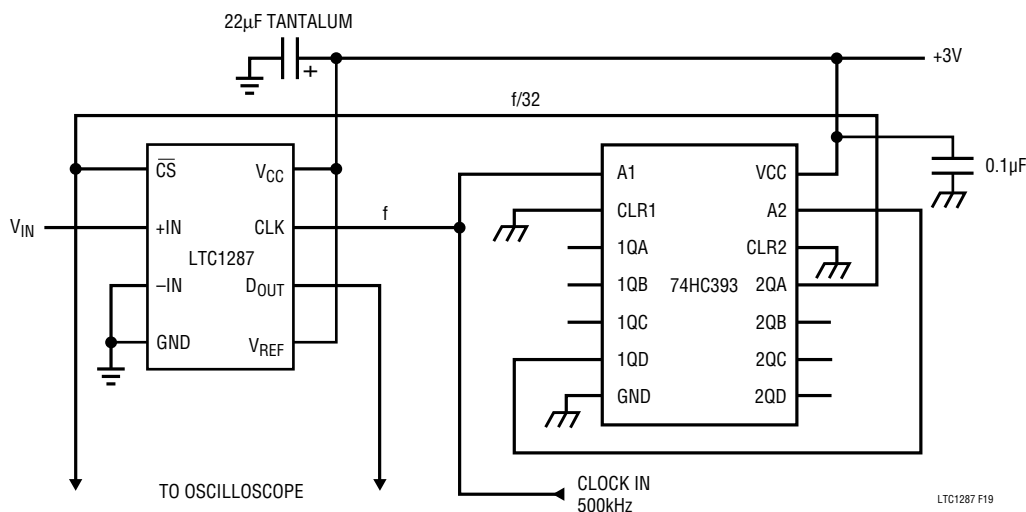 22µF TANTALUM
+3V
f/32
C̅S̅
VCC
A1
VCC
0.1µF
CLR1
A2
VIN
+IN
CLK
f
1QA
CLR2
LTC1287
–IN
DOUT
1QB
74HC393
2QA
1QC
2QB
GND
VREF
1QD
2QC
GND
2QD
TO OSCILLOSCOPE
CLOCK IN
500kHz
LTC1287 F19